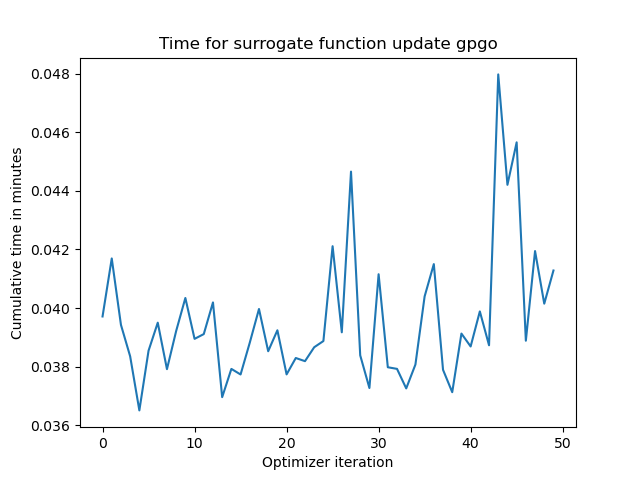 Time for surrogate function update gpgo
0.048
0.046
0.044
0.042
0.040
0.038
0.036
Cumulative time in minutes
0 10 20 30 40 50
Optimizer iteration